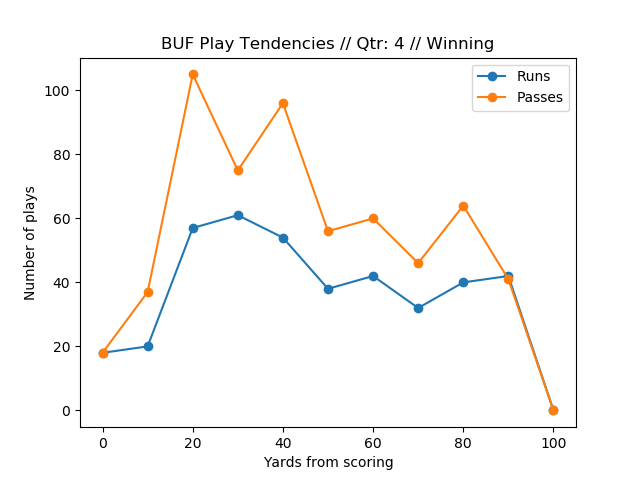 BUF Play Tendencies // Qtr: 4 // Winning
Runs
Passes
Number of plays
100
80
60
40
20
0
0 20 40 60 80 100
Yards from scoring